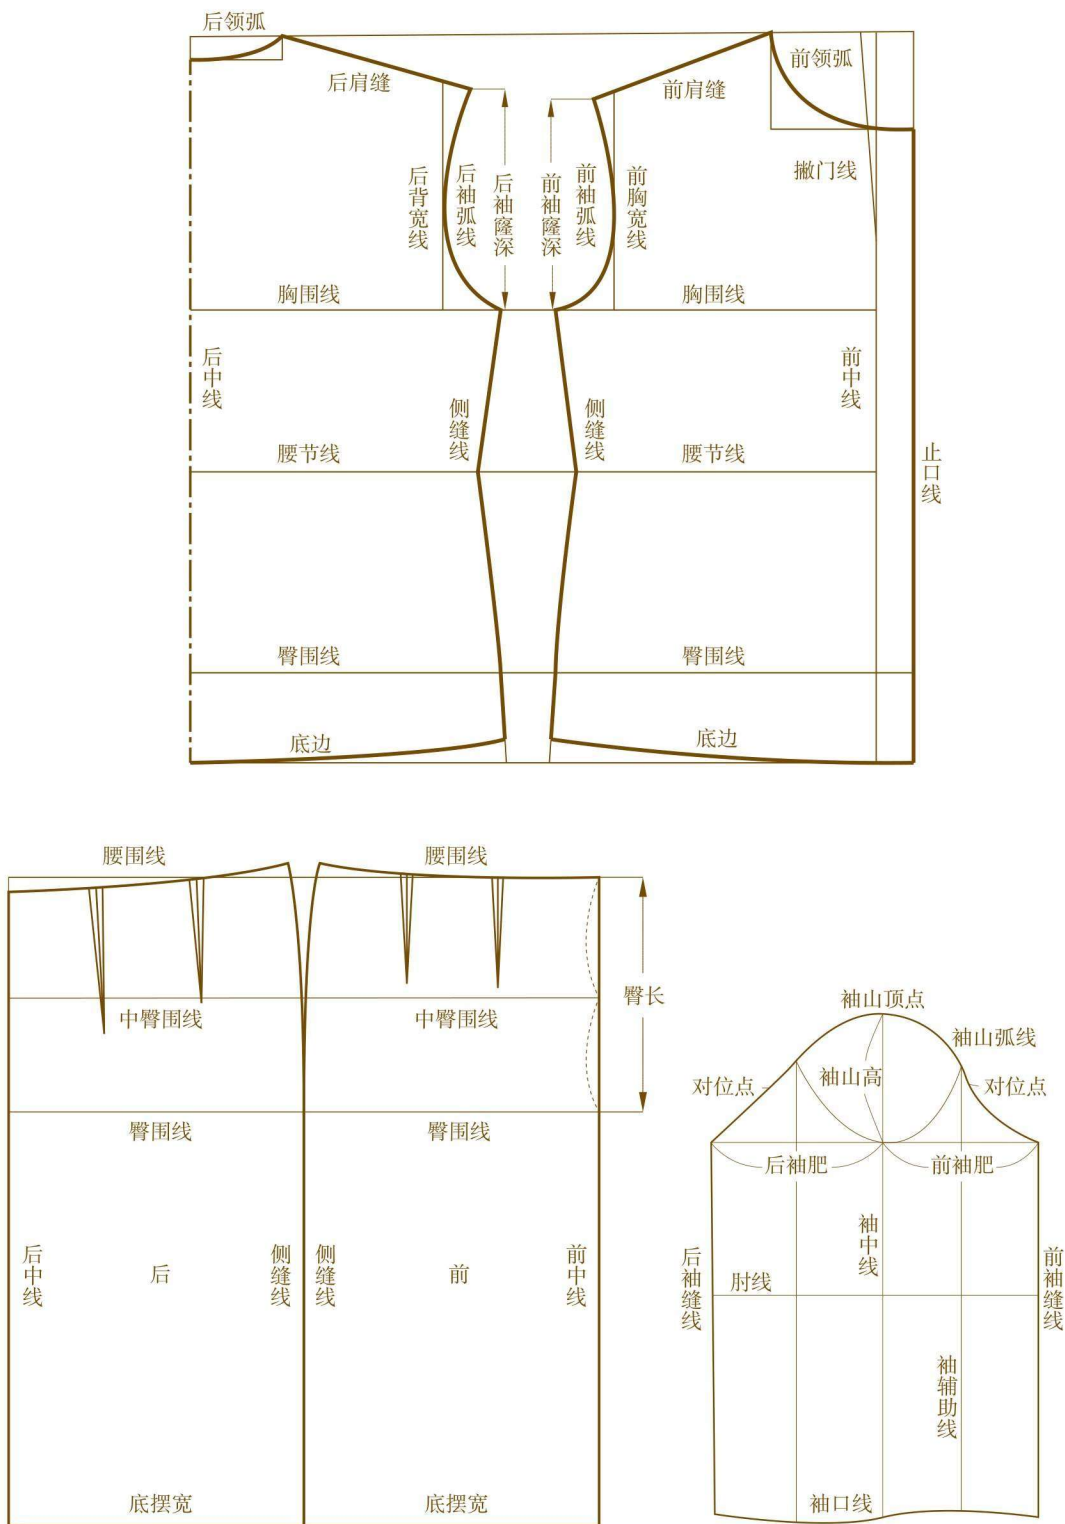 后领弧
后肩缝
前肩缝
前领弧
后背宽线
后袖弧线
后袖窿深
前袖窿深
前袖弧线
前胸宽线
撇门线
胸围线
胸围线
后中线
前中线
侧缝线
侧缝线
腰节线
腰节线
止口线
臀围线
臀围线
底边
底边
腰围线
腰围线
中臀围线
中臀围线
臀长
臀围线
臀围线
后中线
后
侧缝线
侧缝线
前
前中线
底摆宽
底摆宽
袖山顶点
袖山弧线
袖山高
对位点
对位点
后袖肥
前袖肥
后袖缝线
袖中线
前袖缝线
肘线
袖辅助线
袖口线